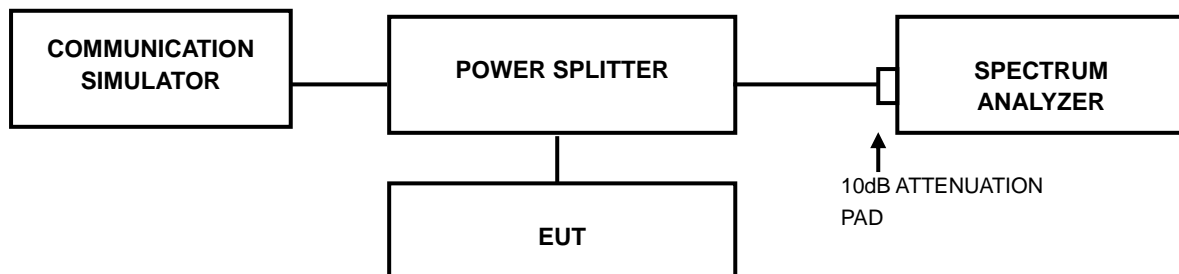 COMMUNICATION
SIMULATOR
POWER SPLITTER
SPECTRUM
ANALYZER
10dB ATTENUATION
PAD
EUT